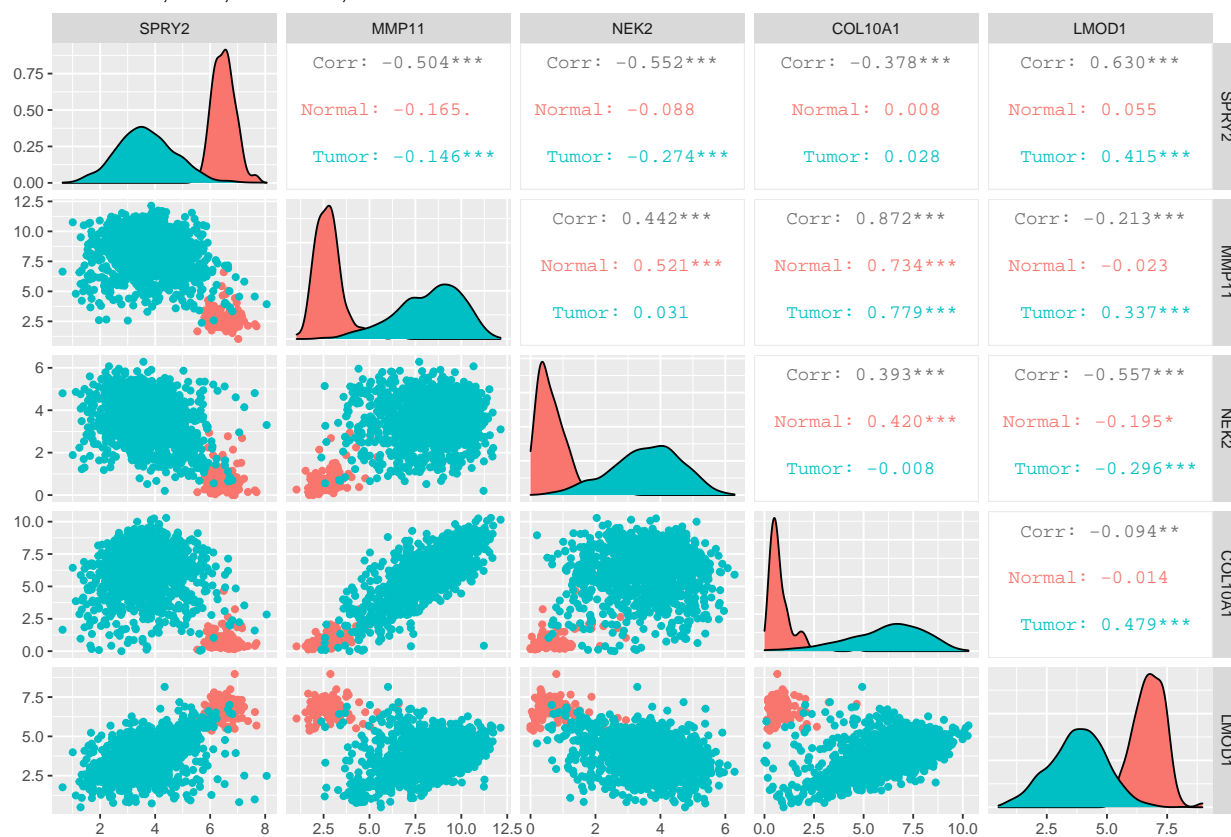 SPRY2 MMP11 NEK2 COL10A1 LMOD1
Corr: -0.504*** Corr: -0.552*** Corr: -0.378*** Corr: 0.630***
Normal: -0.165. Normal: -0.088 Normal: 0.008 Normal: 0.055
Tumor: -0.146*** Tumor: -0.274*** Tumor: 0.028 Tumor: 0.415***
SPRY2
0.75
0.50
0.25
0.00
Corr: 0.442*** Corr: 0.872*** Corr: -0.213***
Normal: 0.521*** Normal: 0.734*** Normal: -0.023
Tumor: 0.031 Tumor: 0.779*** Tumor: 0.337***
MMP11
12.5
10.0
7.5
5.0
2.5
Corr: 0.393*** Corr: -0.557***
Normal: 0.420*** Normal: -0.195*
Tumor: -0.008 Tumor: -0.296***
NEK2
6
4
2
0
Corr: -0.094**
Normal: -0.014
Tumor: 0.479***
COL10A1
10.0
7.5
5.0
2.5
0.0
LMOD1
7.5
5.0
2.5
2 4 6 8 2.5 5.0 7.5 10.0 12.5 0 2 4 6 0.0 2.5 5.0 7.5 10.0 2.5 5.0 7.5